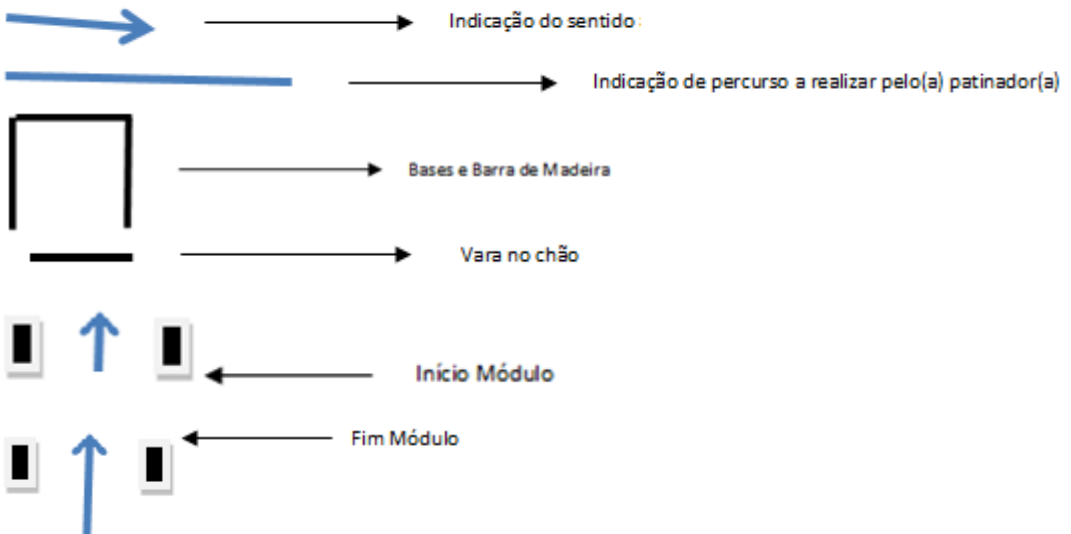 Indicação do sentido
Indicação de percurso a realizar pelo(a) patinador(a)
Bases e Barra de Madeira
Vara no chão
Início Módulo
Fim Módulo